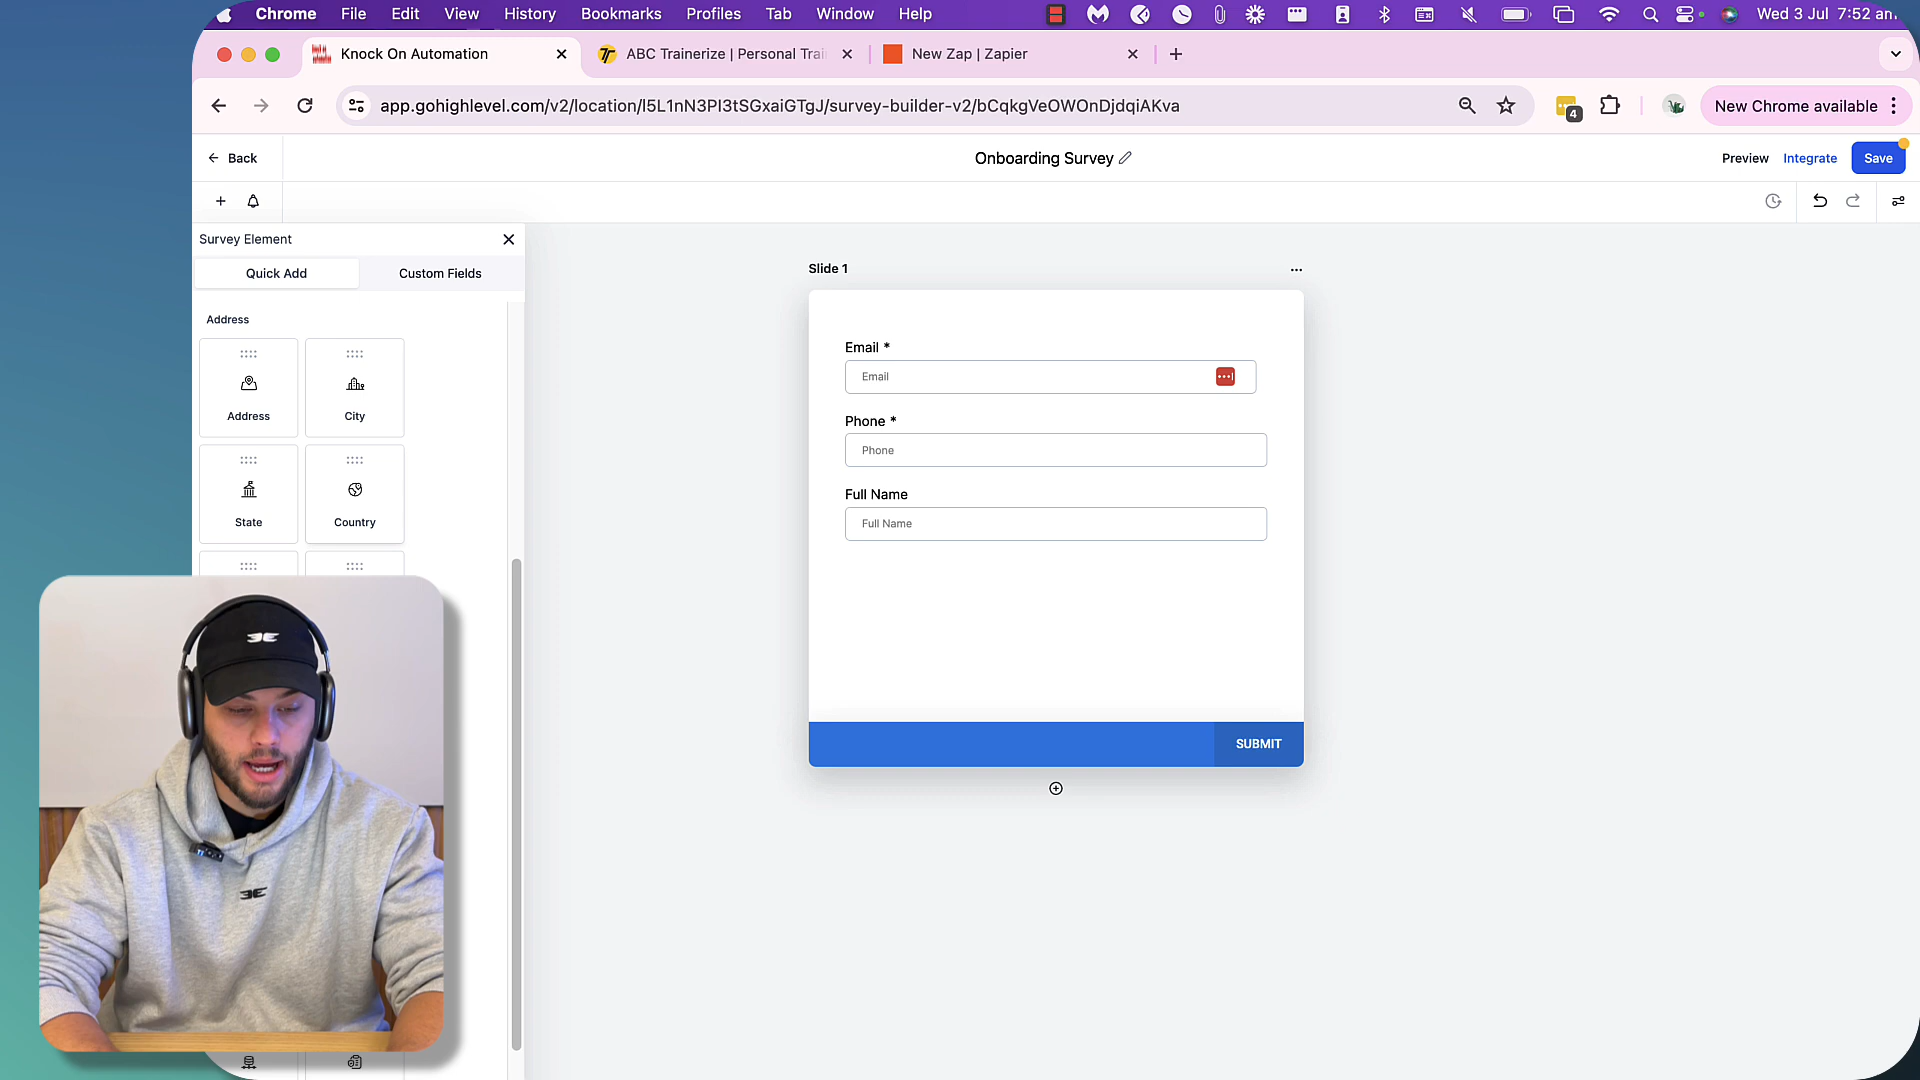 Chrome File Edit View History Bookmarks Profiles Tab Window Help Wed 3 Jul 7:52 am
Knock On Automation
ABC Trainerize | Personal Trai
New Zap | Zapier
app.gohighlevel.com/v2/location/l5L1nN3PI3tSGxaiGTgJ/survey-builder-v2/bCqkgVeOWOnDjdqiAKva
4
New Chrome available
Back
Onboarding Survey
Preview
Integrate
Save
Survey Element
Quick Add
Custom Fields
Address
Address
City
State
Country
Slide 1
Email *
Email
Phone *
Phone
Full Name
Full Name
SUBMIT